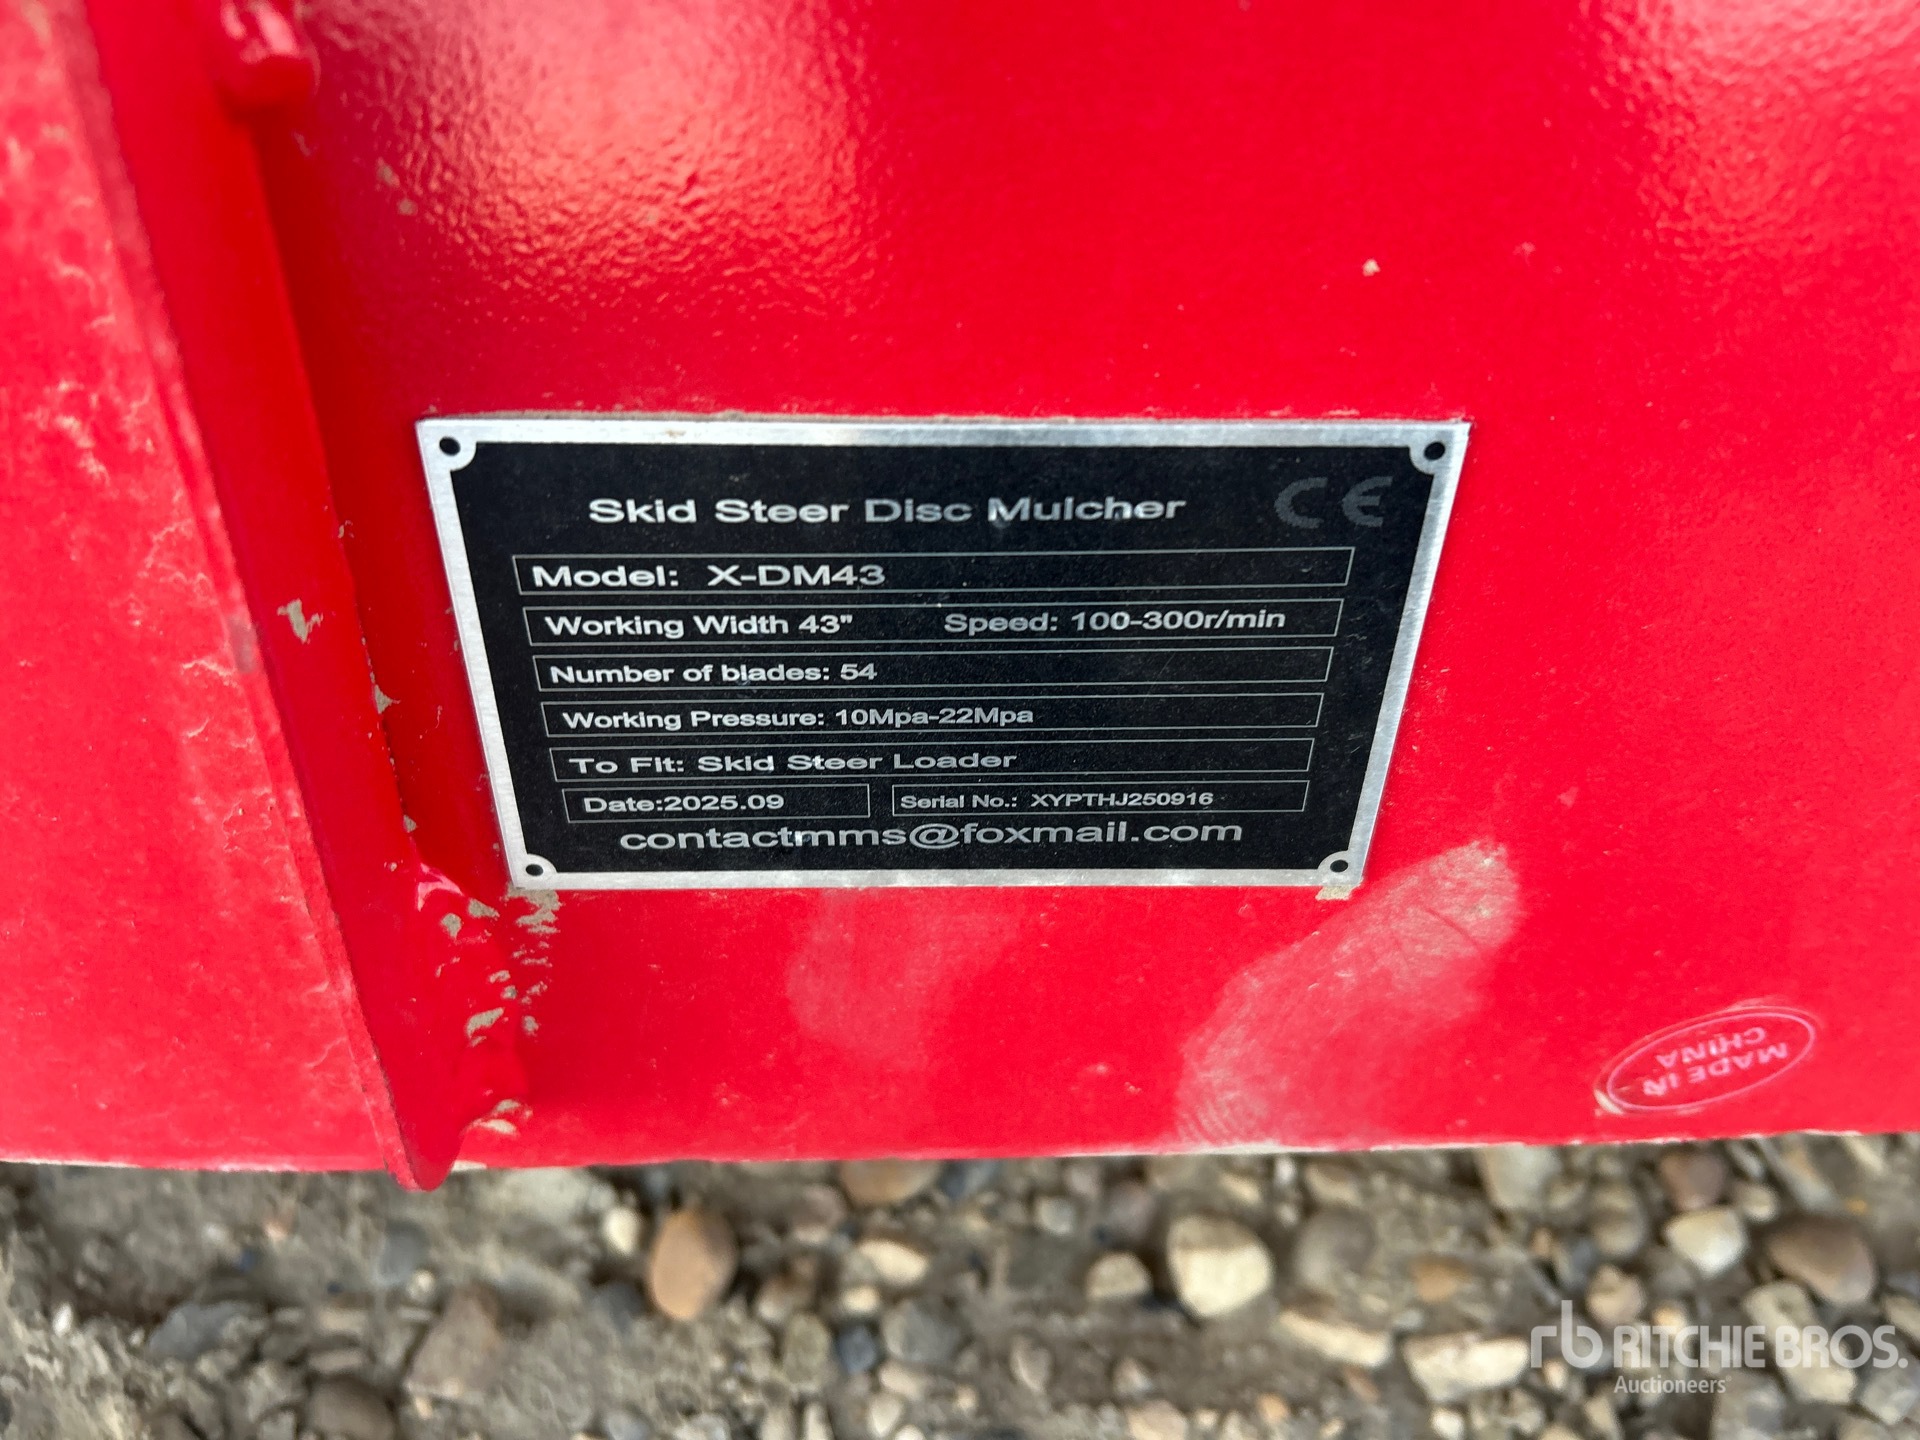 Skid Steer Disc Mulcher CE
Model: X-DM43
Working Width 43" Speed: 100-300r/min
Number of blades: 54
Working Pressure: 10Mpa-22Mpa
To Fit: Skid Steer Loader
Date:2025.09 Serial No.: XYPTHJ250916
contactmms@foxmail.com
MADE IN
CHINA
rb RITCHIE BROS.
Auctioneers